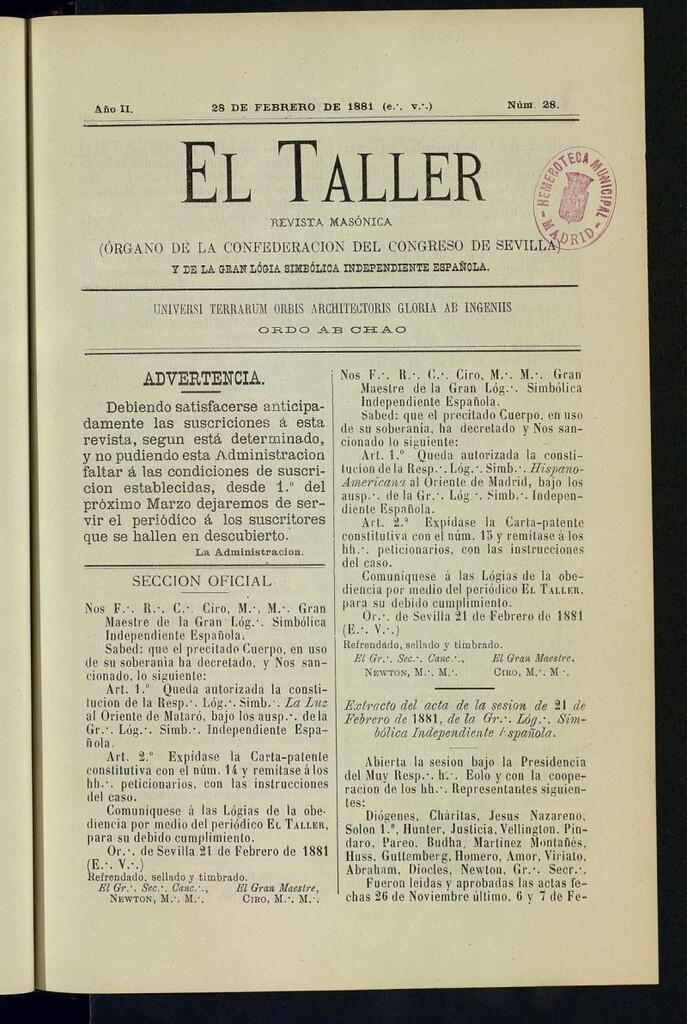 Año II.
28 DE FEBRERO DE 1881 (e.·. v.·.)
Núm. 28.
EL TALLER
REVISTA MASÓNICA
(ÓRGANO DE LA CONFEDERACION DEL CONGRESO DE SEVILLA)
Y DE LA GRAN LÓGIA SIMBÓLICA INDEPENDIENTE ESPAÑOLA.
HEMEROTECA MUNICIPAL
- MADRID -
UNIVERSI TERRARUM ORBIS ARCHITECTORIS GLORIA AB INGENIIS
ORDO AB CHAO
ADVERTENCIA.
Debiendo satisfacerse anticipa-
damente las suscriciones á esta
revista, segun está determinado,
y no pudiendo esta Administracion
faltar á las condiciones de suscri-
cion establecidas, desde 1.º del
próximo Marzo dejaremos de ser-
vir el periódico á los suscritores
que se hallen en descubierto.
La Administracion.
SECCION OFICIAL
Nos F.·. R.·. C.·. Ciro, M.·. M.·. Gran
Maestre de la Gran Lóg.·. Simbólica
Independiente Española.
Sabed: que el precitado Cuerpo, en uso
de su soberania ha decretado, y Nos san-
cionado, lo siguiente:
Art. 1.º Queda autorizada la consti-
tucion de la Resp.·. Lóg.·. Simb.·. La Luz
al Oriente de Mataró, bajo los ausp.·. de la
Gr.·. Lóg.·. Simb.·. Independiente Espa-
ñola.
Art. 2.º Expídase la Carta-patente
constitutiva con el núm. 14 y remítase á los
hh.·. peticionarios, con las instrucciones
del caso.
Comuníquese á las Lógias de la obe-
diencia por medio del periódico EL TALLER,
para su debido cumplimiento.
Or.·. de Sevilla 21 de Febrero de 1881
(E.·. V.·.)
Refrendado, sellado y timbrado.
El Gr.·. Sec.·. Canc.·., El Gran Maestre,
NEWTON, M.·. M.·. CIRO, M.·. M.·.
Nos F.·. R.·. C.·. Ciro, M.·. M.·. Gran
Maestre de la Gran Lóg.·. Simbólica
Independiente Española.
Sabed: que el precitado Cuerpo, en uso
de su soberania, ha decretado y Nos san-
cionado lo siguiente:
Art. 1.º Queda autorizada la consti-
tucion de la Resp.·. Lóg.·. Simb.·. Hispano-
Americana al Oriente de Madrid, bajo los
ausp.·. de la Gr.·. Lóg.·. Simb.·. Indepen-
diente Española.
Art. 2.º Expídase la Carta-patente
constitutiva con el núm. 15 y remítase á los
hh.·. peticionarios, con las instrucciones
del caso.
Comuníquese á las Lógias de la obe-
diencia por medio del periódico EL TALLER,
para su debido cumplimiento.
Or.·. de Sevilla 21 de Febrero de 1881
(E.·. V.·.)
Refrendado, sellado y timbrado.
El Gr.·. Sec.·. Canc.·., El Gran Maestre,
NEWTON, M.·. M.·. CIRO, M.·. M.·.
Extracto del acta de la sesion de 21 de
Febrero de 1881, de la Gr.·. Lóg.·. Sim-
bólica Independiente Española.
Abierta la sesion bajo la Presidencia
del Muy Resp.·. h.·. Eolo y con la coope-
racion de los hh.·. Representantes siguien-
tes:
Diógenes, Cháritas, Jesus Nazareno,
Solon 1.º, Hunter, Justicia, Vellington, Pin-
daro, Pareo, Budha, Martinez Montañés,
Huss, Guttemberg, Homero, Amor, Viriato,
Abraham, Diocles, Newton, Gr.·. Secr.·.
Fueron leidas y aprobadas las actas fe-
chas 26 de Noviembre último, 6 y 7 de Fe-